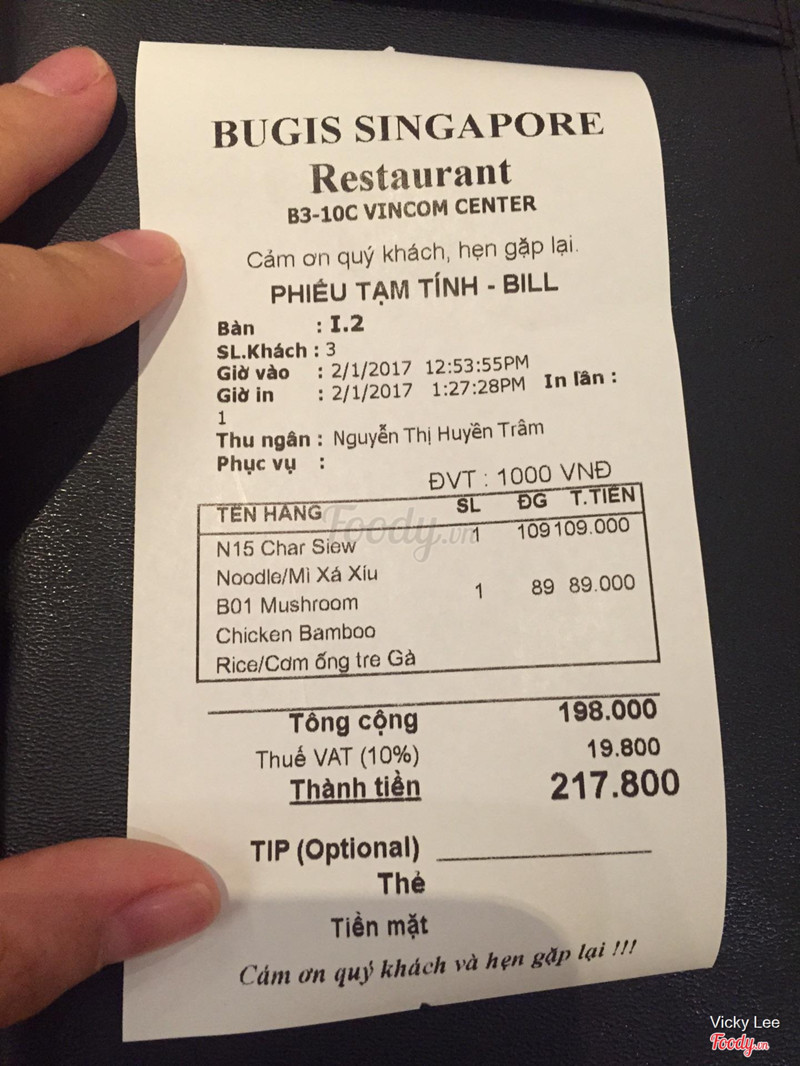 BUGIS SINGAPORE
Restaurant
B3-10C VINCOM CENTER
Cảm ơn quý khách, hẹn gặp lại.
PHIẾU TẠM TÍNH - BILL
Bàn : I.2
SL.Khách : 3
Giờ vào : 2/1/2017 12:53:55PM
Giờ in : 2/1/2017 1:27:28PM In lần :
1
Thu ngân : Nguyễn Thị Huyền Trâm
Phục vụ :
ĐVT : 1000 VNĐ
TÊN HÀNG SL ĐG T.TIỀN
N15 Char Siew 1 109 109.000
Noodle/Mì Xá Xíu
B01 Mushroom 1 89 89.000
Chicken Bamboo
Rice/Cơm ống tre Gà
Tổng cộng 198.000
Thuế VAT (10%) 19.800
Thành tiền 217.800
TIP (Optional)
Thẻ
Tiền mặt
Cám ơn quý khách và hẹn gặp lại !!!
Foody.vn
Vicky Lee
Foody.vn